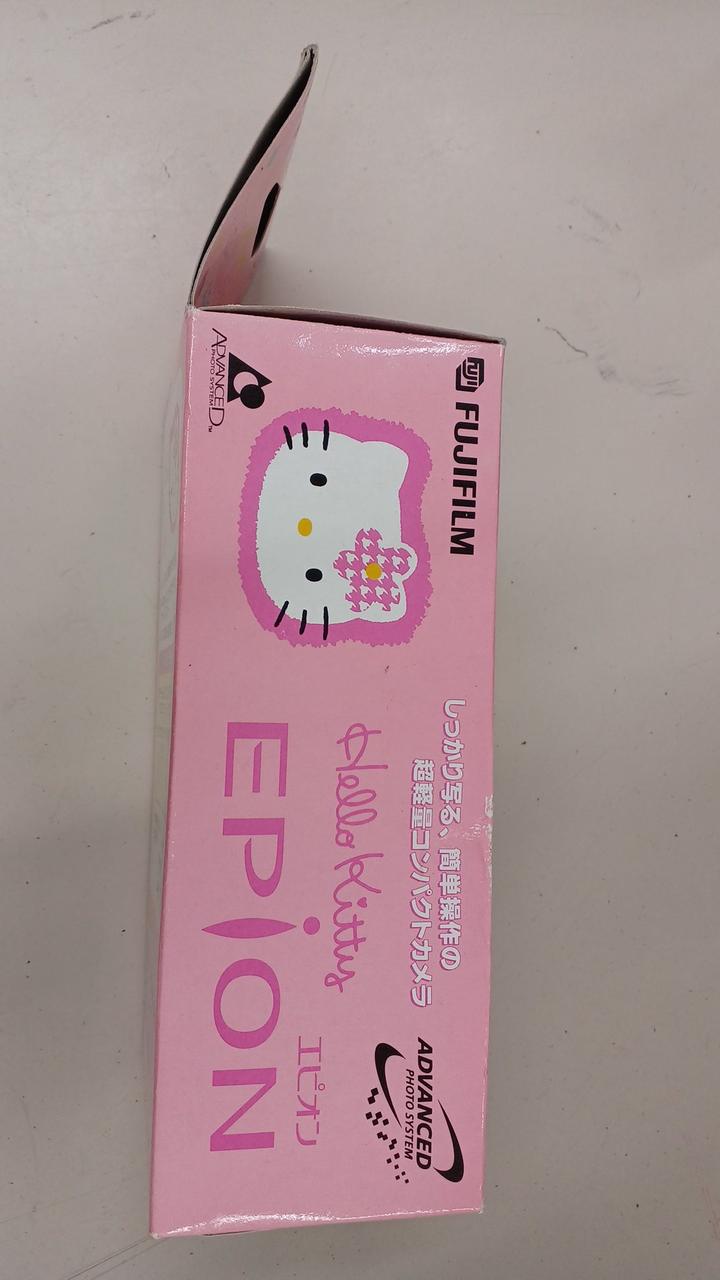 FUJIFILM
しっかり写る、簡単操作の
超軽量コンパクトカメラ
ADVANCED
PHOTO SYSTEM
Hello Kitty
エピオン
EPiON
ADVANCED™
PHOTO SYSTEM